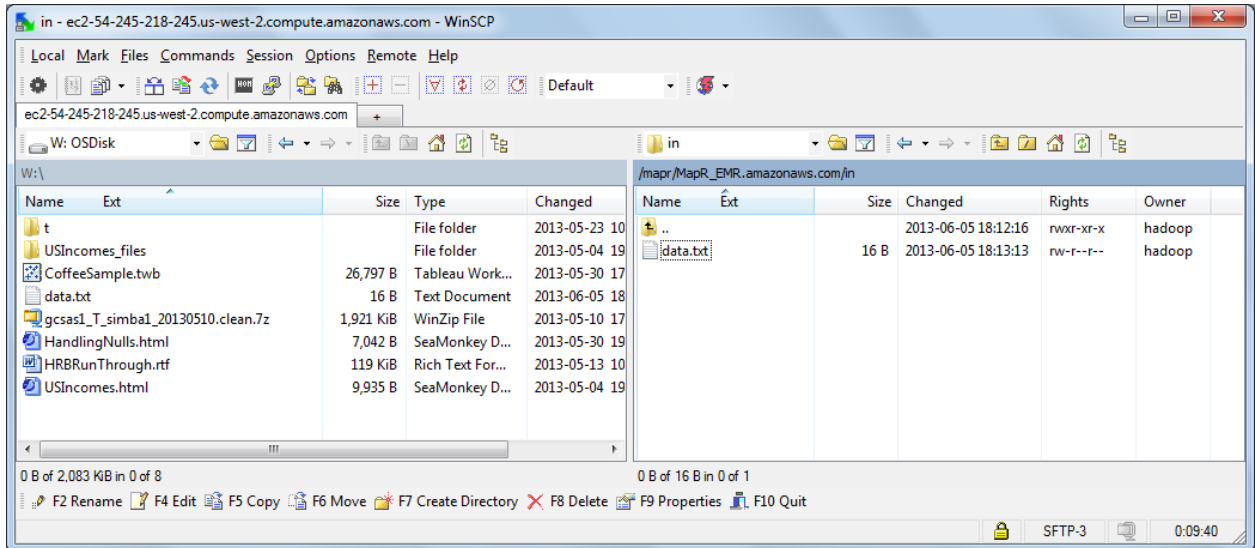 in - ec2-54-245-218-245.us-west-2.compute.amazonaws.com - WinSCP
Local Mark Files Commands Session Options Remote Help
Default
ec2-54-245-218-245.us-west-2.compute.amazonaws.com +
W: OSDisk
W:\
Name Ext Size Type Changed
t File folder 2013-05-23 10
USIncomes_files File folder 2013-05-04 19
CoffeeSample.twb 26,797 B Tableau Work... 2013-05-30 17
data.txt 16 B Text Document 2013-06-05 18
gcsas1_T_simba1_20130510.clean.7z 1,921 KiB WinZip File 2013-05-10 17
HandlingNulls.html 7,042 B SeaMonkey D... 2013-05-30 19
HRBRunThrough.rtf 119 KiB Rich Text For... 2013-05-13 10
USIncomes.html 9,935 B SeaMonkey D... 2013-05-04 19
0 B of 2,083 KiB in 0 of 8
in
/mapr/MapR_EMR.amazonaws.com/in
Name Ext Size Changed Rights Owner
.. 2013-06-05 18:12:16 rwxr-xr-x hadoop
data.txt 16 B 2013-06-05 18:13:13 rw-r--r-- hadoop
0 B of 16 B in 0 of 1
F2 Rename F4 Edit F5 Copy F6 Move F7 Create Directory F8 Delete F9 Properties F10 Quit
SFTP-3 0:09:40